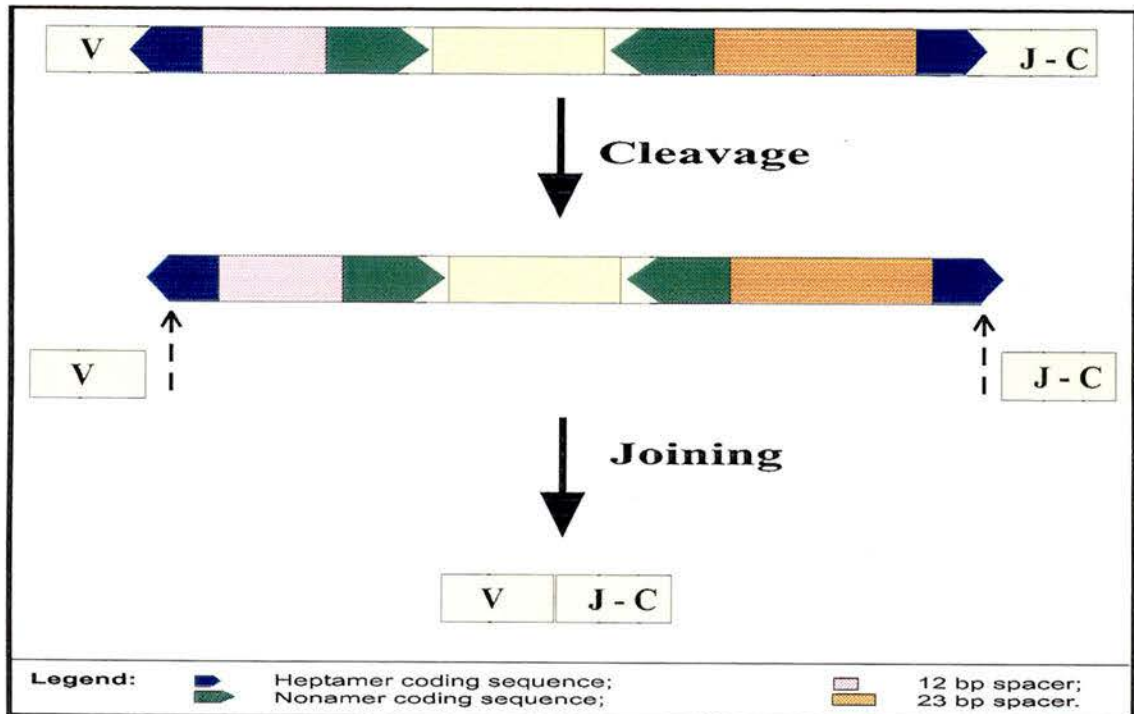 V J - C
Cleavage
V J - C
Joining
V J - C
Legend: Heptamer coding sequence; 12 bp spacer;
Nonamer coding sequence; 23 bp spacer.